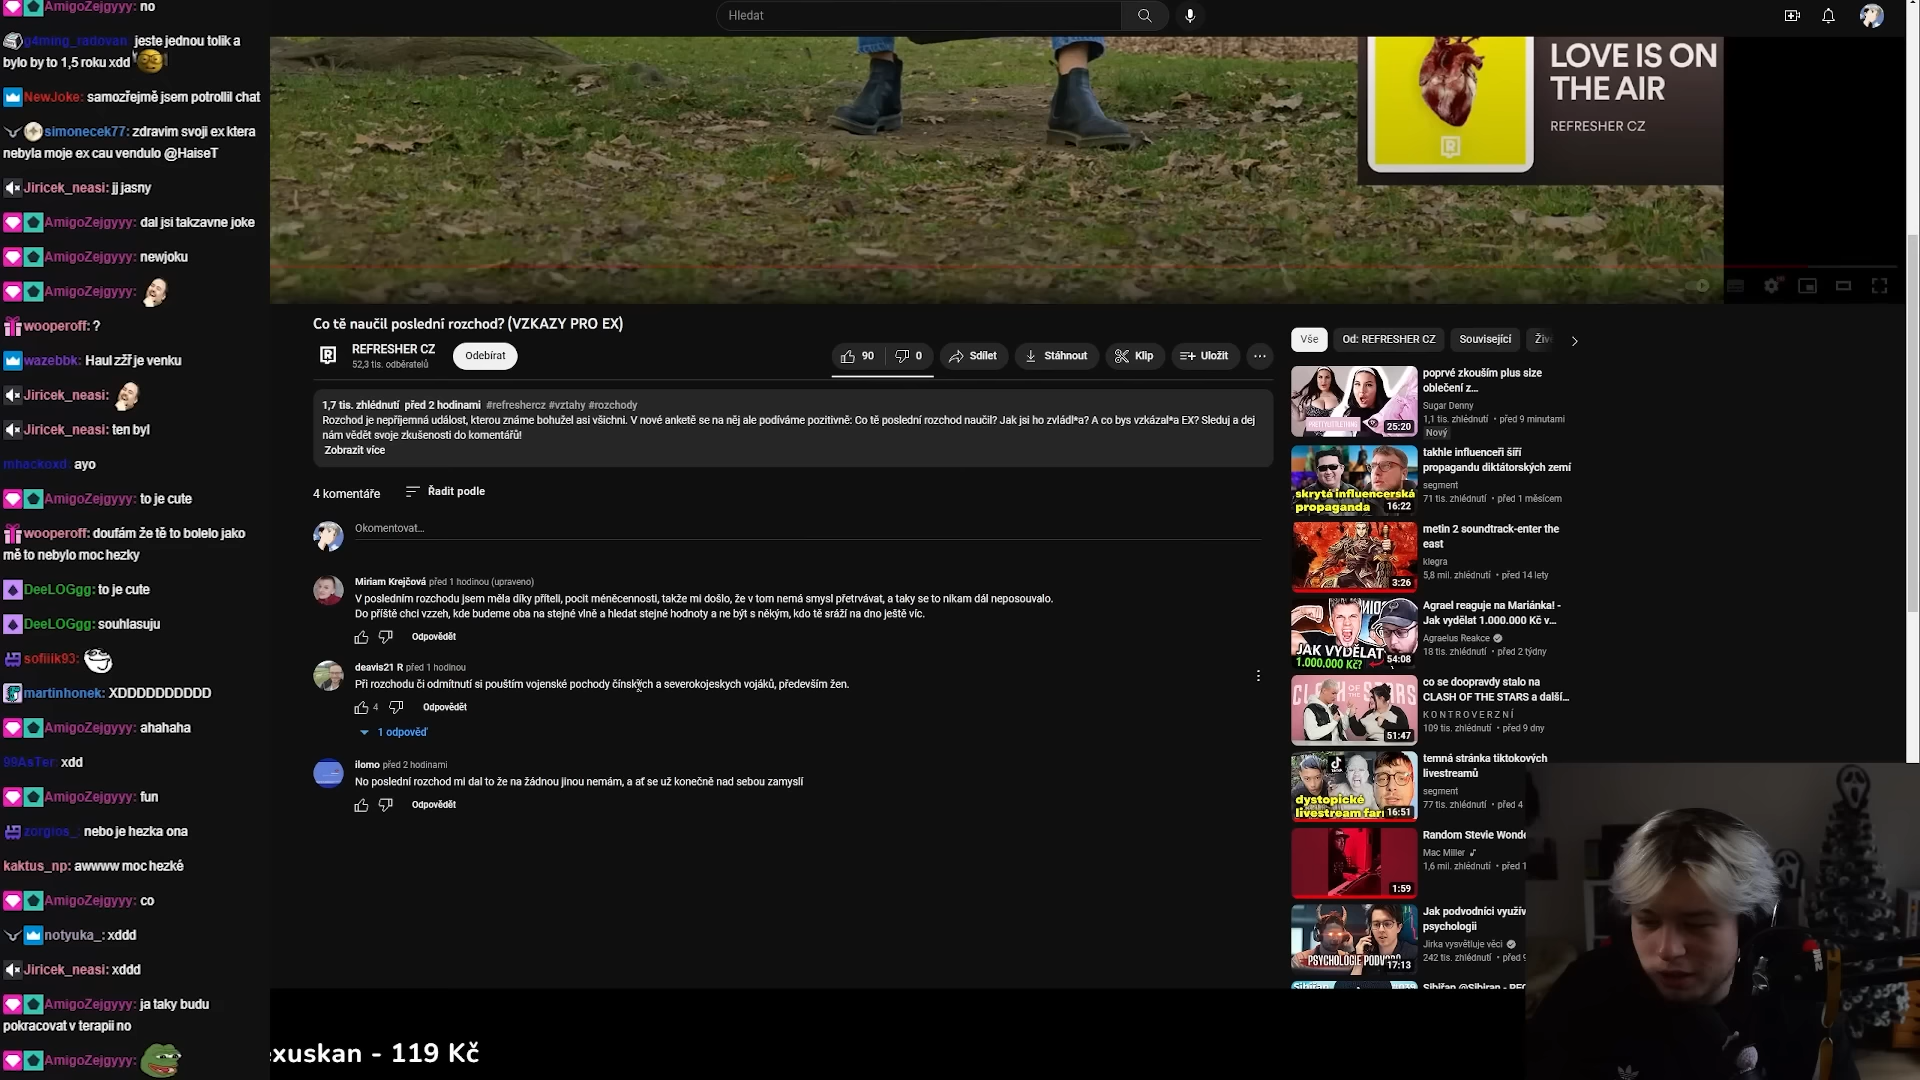 AmigoZejgyyy: no
g4ming_radovan: jeste jednou tolik a
bylo by to 1,5 roku xdd
NewJoke: samozřejmě jsem potrollil chat
simonecek77: zdravim svoji ex ktera
nebyla moje ex cau vendulo @HaiseT
Jiricek_neasi: jj jasny
AmigoZejgyyy: dal jsi takzavne joke
AmigoZejgyyy: newjoku
AmigoZejgyyy:
wooperoff: ?
wazebbk: Haul zžř je venku
Jiricek_neasi:
Jiricek_neasi: ten byl
mhackoxd: ayo
AmigoZejgyyy: to je cute
wooperoff: doufám že tě to bolelo jako
mě to nebylo moc hezky
DeeLOGgg: to je cute
DeeLOGgg: souhlasuju
sofiiik93:
martinhonek: XDDDDDDDDDD
AmigoZejgyyy: ahahaha
99AsTer: xdd
AmigoZejgyyy: fun
zorgios_: nebo je hezka ona
kaktus_np: awwww moc hezké
AmigoZejgyyy: co
notyuka_: xddd
Jiricek_neasi: xddd
AmigoZejgyyy: ja taky budu
pokracovat v terapii no
AmigoZejgyyy:
Hledat
LOVE IS ON
THE AIR
REFRESHER CZ
Co tě naučil poslední rozchod? (VZKAZY PRO EX)
REFRESHER CZ
52,3 tis. odběratelů
Odebírat
90
0
Sdílet
Stáhnout
Klip
Uložit
1,7 tis. zhlédnutí před 2 hodinami #refreshercz #vztahy #rozchody
Rozchod je nepříjemná událost, kterou známe bohužel asi všichni. V nové anketě se na něj ale podíváme pozitivně: Co tě poslední rozchod naučil? Jak jsi ho zvládl*a? A co bys vzkázal*a EX? Sleduj a dej
nám vědět svoje zkušenosti do komentářů!
Zobrazit více
4 komentáře
Řadit podle
Okomentovat…
Miriam Krejčová před 1 hodinou (upraveno)
V posledním rozchodu jsem měla díky příteli, pocit méněcennosti, takže mi došlo, že v tom nemá smysl přetrvávat, a taky se to nikam dál neposouvalo.
Do příště chci vzzeh, kde budeme oba na stejné vlně a hledat stejné hodnoty a ne být s někým, kdo tě sráží na dno ještě víc.
Odpovědět
deavis21 R před 1 hodinou
Při rozchodu či odmítnutí si pouštím vojenské pochody čínských a severokojeskych vojáků, především žen.
4
Odpovědět
1 odpověď
ilomo před 2 hodinami
No poslední rozchod mi dal to že na žádnou jinou nemám, a ať se už konečně nad sebou zamyslí
Odpovědět
Vše
Od: REFRESHER CZ
Související
Živ
25:20
poprvé zkouším plus size
oblečení z…
Sugar Denny
1,1 tis. zhlédnutí • před 9 minutami
Nový
skrytá influencerská
propaganda
16:22
takhle influenceři šíří
propagandu diktátorských zemí
segment
71 tis. zhlédnutí • před 1 měsícem
3:26
metin 2 soundtrack-enter the
east
klegra
5,8 mil. zhlédnutí • před 14 lety
JAK VYDĚLAT
1.000.000 Kč?
54:08
Agrael reaguje na Mariánka! -
Jak vydělat 1.000.000 Kč v…
Agraelus Reakce
18 tis. zhlédnutí • před 2 týdny
CLASH OF THE STARS
51:47
co se doopravdy stalo na
CLASH OF THE STARS a další…
KONTROVERZNÍ
109 tis. zhlédnutí • před 9 dny
dystopické
livestream farm
16:51
temná stránka tiktokových
livestreamů
segment
77 tis. zhlédnutí • před 4
1:59
Random Stevie Wonde
Mac Miller
1,6 mil. zhlédnutí • před 1
PSYCHOLOGIE PODVO
17:13
Jak podvodníci využív
psychologii
Jirka vysvětluje věci
242 tis. zhlédnutí • před 9
exuskan - 119 Kč